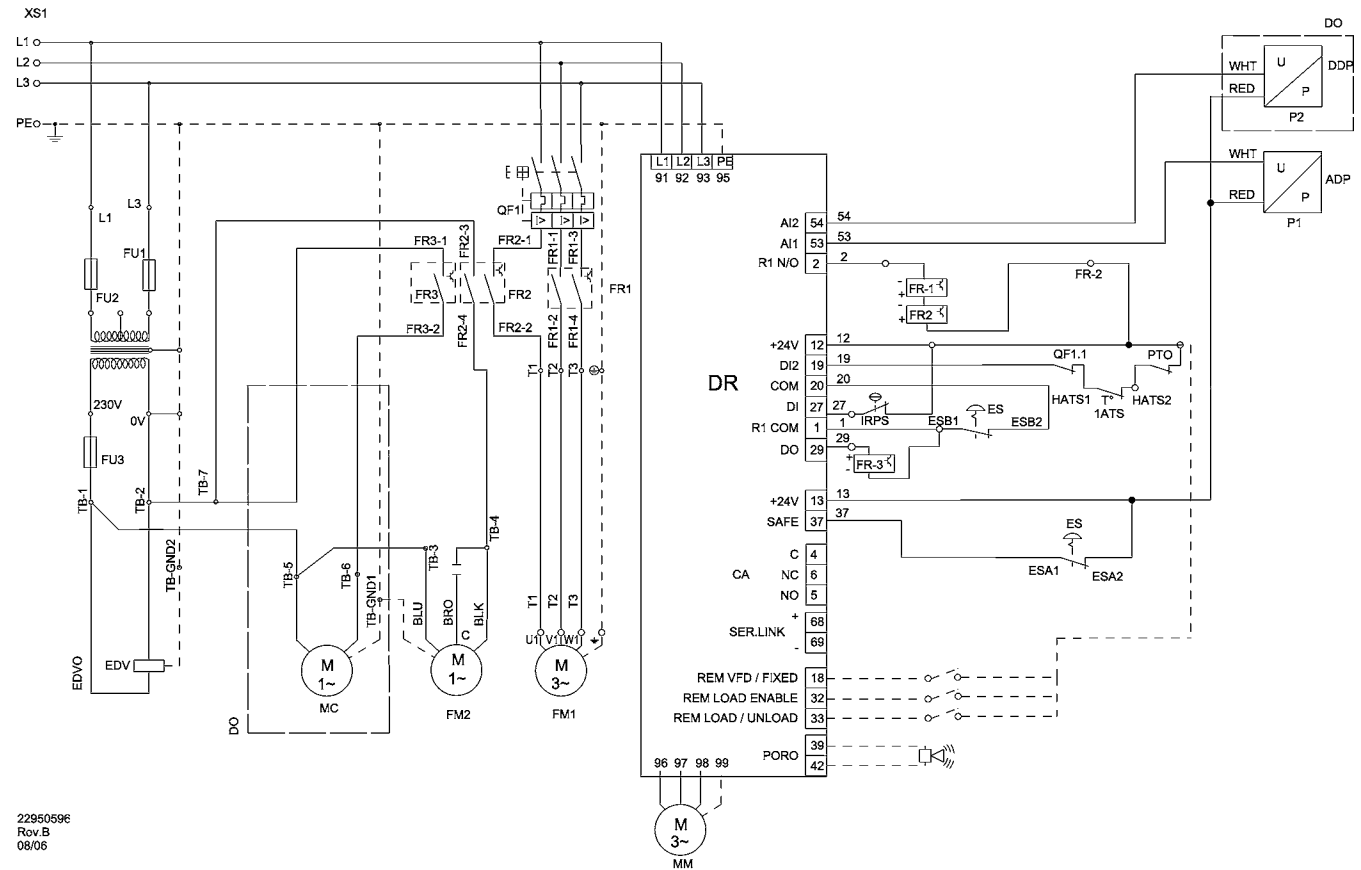 XS1
L1
L2
L3
PE
L1
L3
FU1
FU2
230V
0V
FU3
TB-1
TB-2
TB-7
TB-GND2
EDV
EDVO
DO
FR3-1
FR2-3
FR2-1
FR3
FR2
FR3-2
FR2-4
FR2-2
QF1
I>
I>
I>
FR1-1
FR1-3
FR1
FR1-2
FR1-4
T1
T2
T3
TB-5
TB-6
TB-GND1
TB-3
TB-4
BLU
BRO
BLK
C
T1
T2
T3
U1
V1
W1
M
1~
MC
M
1~
FM2
M
3~
FM1
L1
L2
L3
PE
91
92
93
95
DR
AI2
54
54
AI1
53
53
R1 N/O
2
2
+24V
12
12
DI2
19
19
COM
20
20
DI
27
27
R1 COM
1
1
DO
29
29
+24V
13
13
SAFE
37
37
CA
C
4
NC
6
NO
5
SER.LINK
+
68
69
-
REM VFD / FIXED
18
REM LOAD ENABLE
32
REM LOAD / UNLOAD
33
PORO
39
42
96
97
98
99
M
3~
MM
DO
WHT
RED
U
P
DDP
P2
WHT
RED
U
P
ADP
P1
-
+
FR-1
-
+
FR2
FR-2
QF1.1
PTO
HATS1
T°
1ATS
HATS2
IRPS
ES
ESB1
ESB2
+
-
FR-3
ES
ESA1
ESA2
22950596
Rev.B
08/06